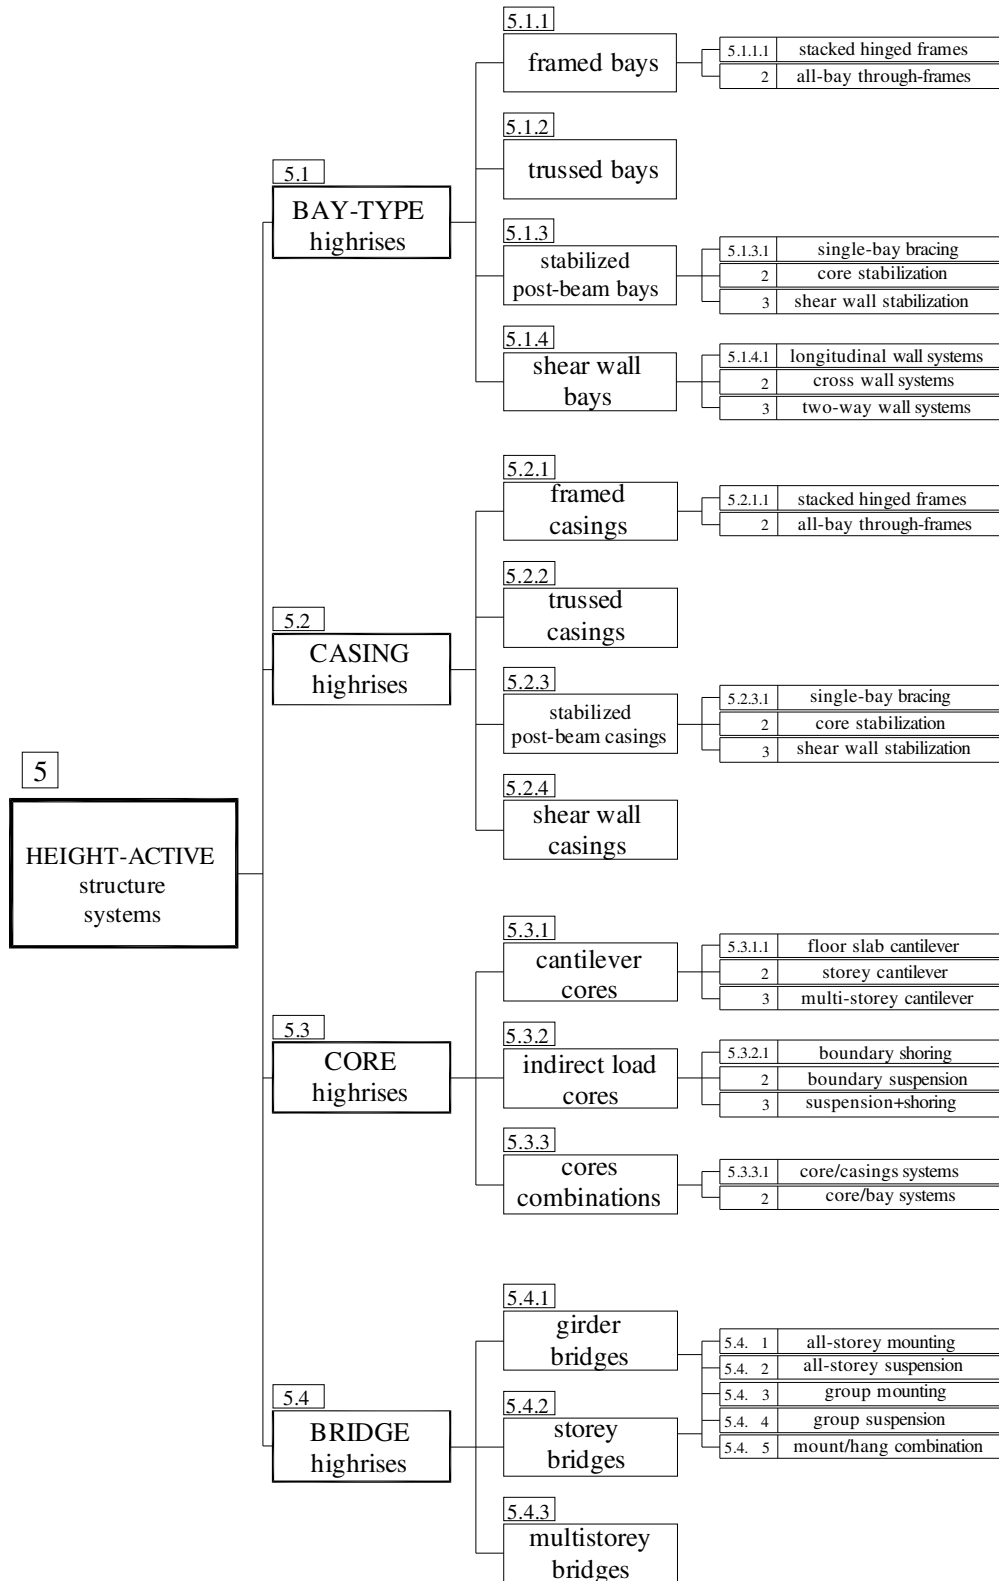 5
HEIGHT-ACTIVE
structure
systems
5.1
BAY-TYPE
highrises
5.1.1
framed bays
5.1.1.1 stacked hinged frames
2 all-bay through-frames
5.1.2
trussed bays
5.1.3
stabilized
post-beam bays
5.1.3.1 single-bay bracing
2 core stabilization
3 shear wall stabilization
5.1.4
shear wall
bays
5.1.4.1 longitudinal wall systems
2 cross wall systems
3 two-way wall systems
5.2
CASING
highrises
5.2.1
framed
casings
5.2.1.1 stacked hinged frames
2 all-bay through-frames
5.2.2
trussed
casings
5.2.3
stabilized
post-beam casings
5.2.3.1 single-bay bracing
2 core stabilization
3 shear wall stabilization
5.2.4
shear wall
casings
5.3
CORE
highrises
5.3.1
cantilever
cores
5.3.1.1 floor slab cantilever
2 storey cantilever
3 multi-storey cantilever
5.3.2
indirect load
cores
5.3.2.1 boundary shoring
2 boundary suspension
3 suspension+shoring
5.3.3
cores
combinations
5.3.3.1 core/casings systems
2 core/bay systems
5.4
BRIDGE
highrises
5.4.1
girder
bridges
5.4.2
storey
bridges
5.4. 1 all-storey mounting
5.4. 2 all-storey suspension
5.4. 3 group mounting
5.4. 4 group suspension
5.4. 5 mount/hang combination
5.4.3
multistorey
bridges